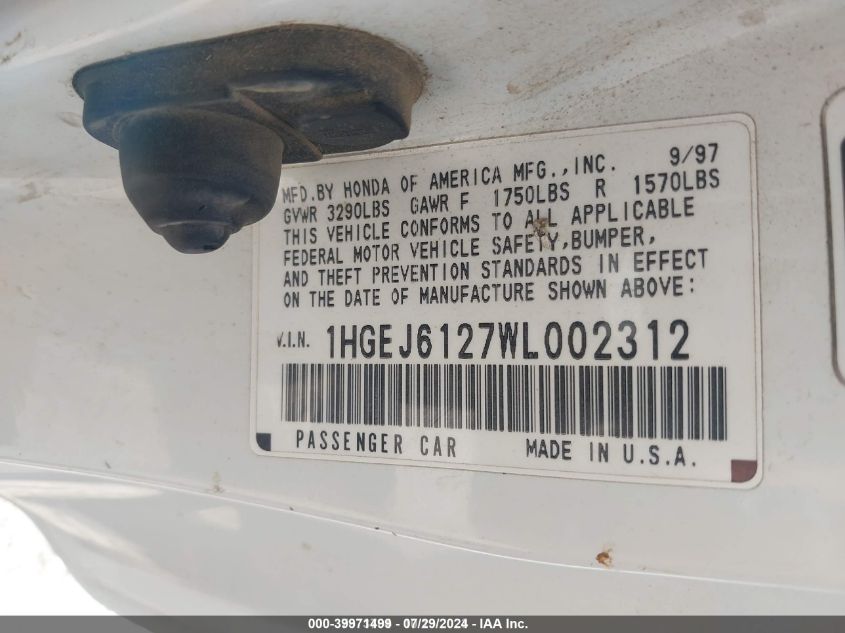 MFD.BY HONDA OF AMERICA MFG.,INC. 9/97
GVWR 3290LBS GAWR F 1750LBS R 1570LBS
THIS VEHICLE CONFORMS TO ALL APPLICABLE
FEDERAL MOTOR VEHICLE SAFETY,BUMPER,
AND THEFT PREVENTION STANDARDS IN EFFECT
ON THE DATE OF MANUFACTURE SHOWN ABOVE:
V.I.N. 1HGEJ6127WL002312
PASSENGER CAR MADE IN U.S.A.
000-39971499 - 07/29/2024 - IAA Inc.